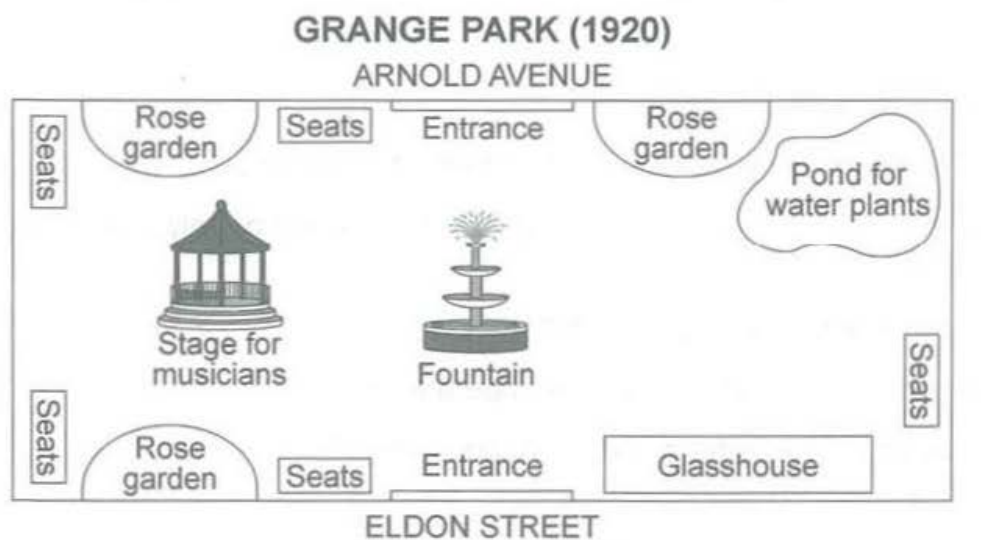 GRANGE PARK (1920)
ARNOLD AVENUE
Seats
Rose
garden
Seats
Entrance
Rose
garden
Pond for
water plants
Stage for
musicians
Fountain
Seats
Seats
Rose
garden
Seats
Entrance
Glasshouse
ELDON STREET